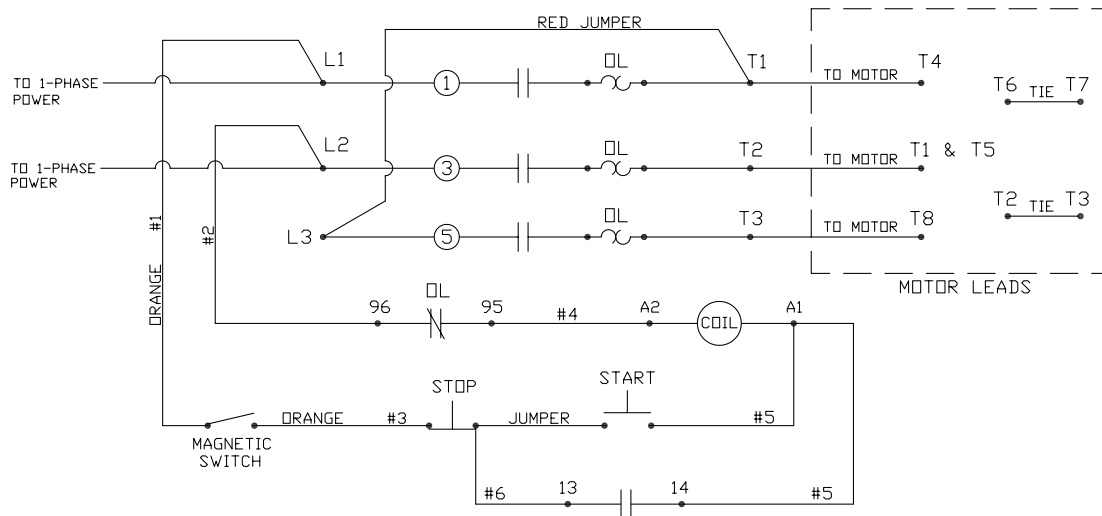 RED JUMPER
L1
1
OL
T1
TO MOTOR
T4
TO 1-PHASE
POWER
T6 TIE T7
L2
3
OL
T2
TO MOTOR
T1 & T5
TO 1-PHASE
POWER
T2 TIE T3
#1
#2
L3
5
OL
T3
TO MOTOR
T8
MOTOR LEADS
ORANGE
96
OL
95
#4
A2
COIL
A1
STOP
START
ORANGE
#3
JUMPER
#5
MAGNETIC
SWITCH
#6
13
14
#5